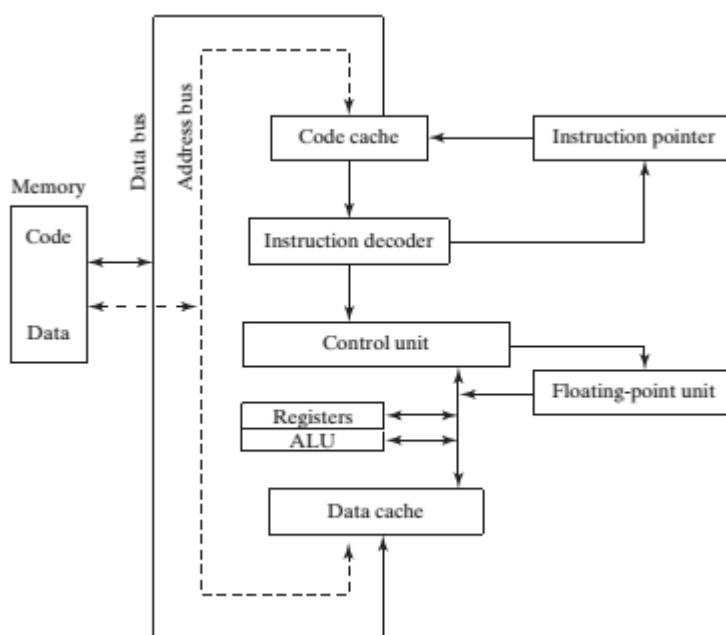 Data bus
Address bus
Code cache
Instruction pointer
Memory
Code
Data
Instruction decoder
Control unit
Floating-point unit
Registers
ALU
Data cache